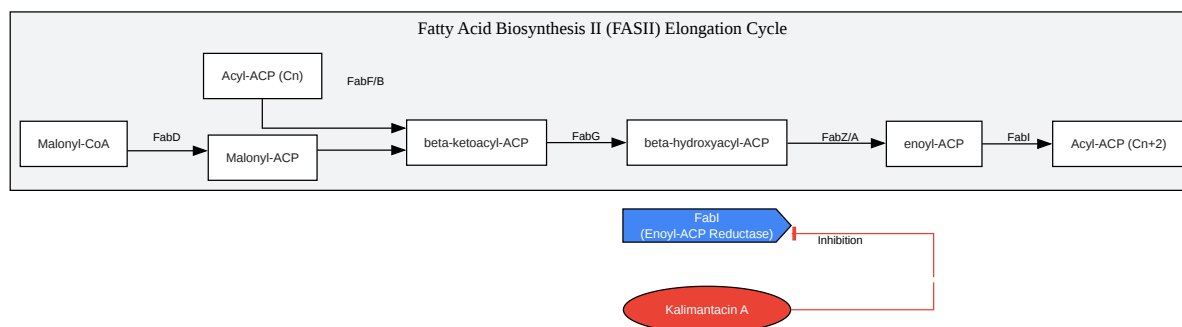 Fatty Acid Biosynthesis II (FASII) Elongation Cycle
Acyl-ACP (Cn)
FabF/B
Malonyl-CoA
FabD
Malonyl-ACP
beta-ketoacyl-ACP
FabG
beta-hydroxyacyl-ACP
FabZ/A
enoyl-ACP
FabI
Acyl-ACP (Cn+2)
FabI
(Enoyl-ACP Reductase)
Inhibition
Kalimantacin A